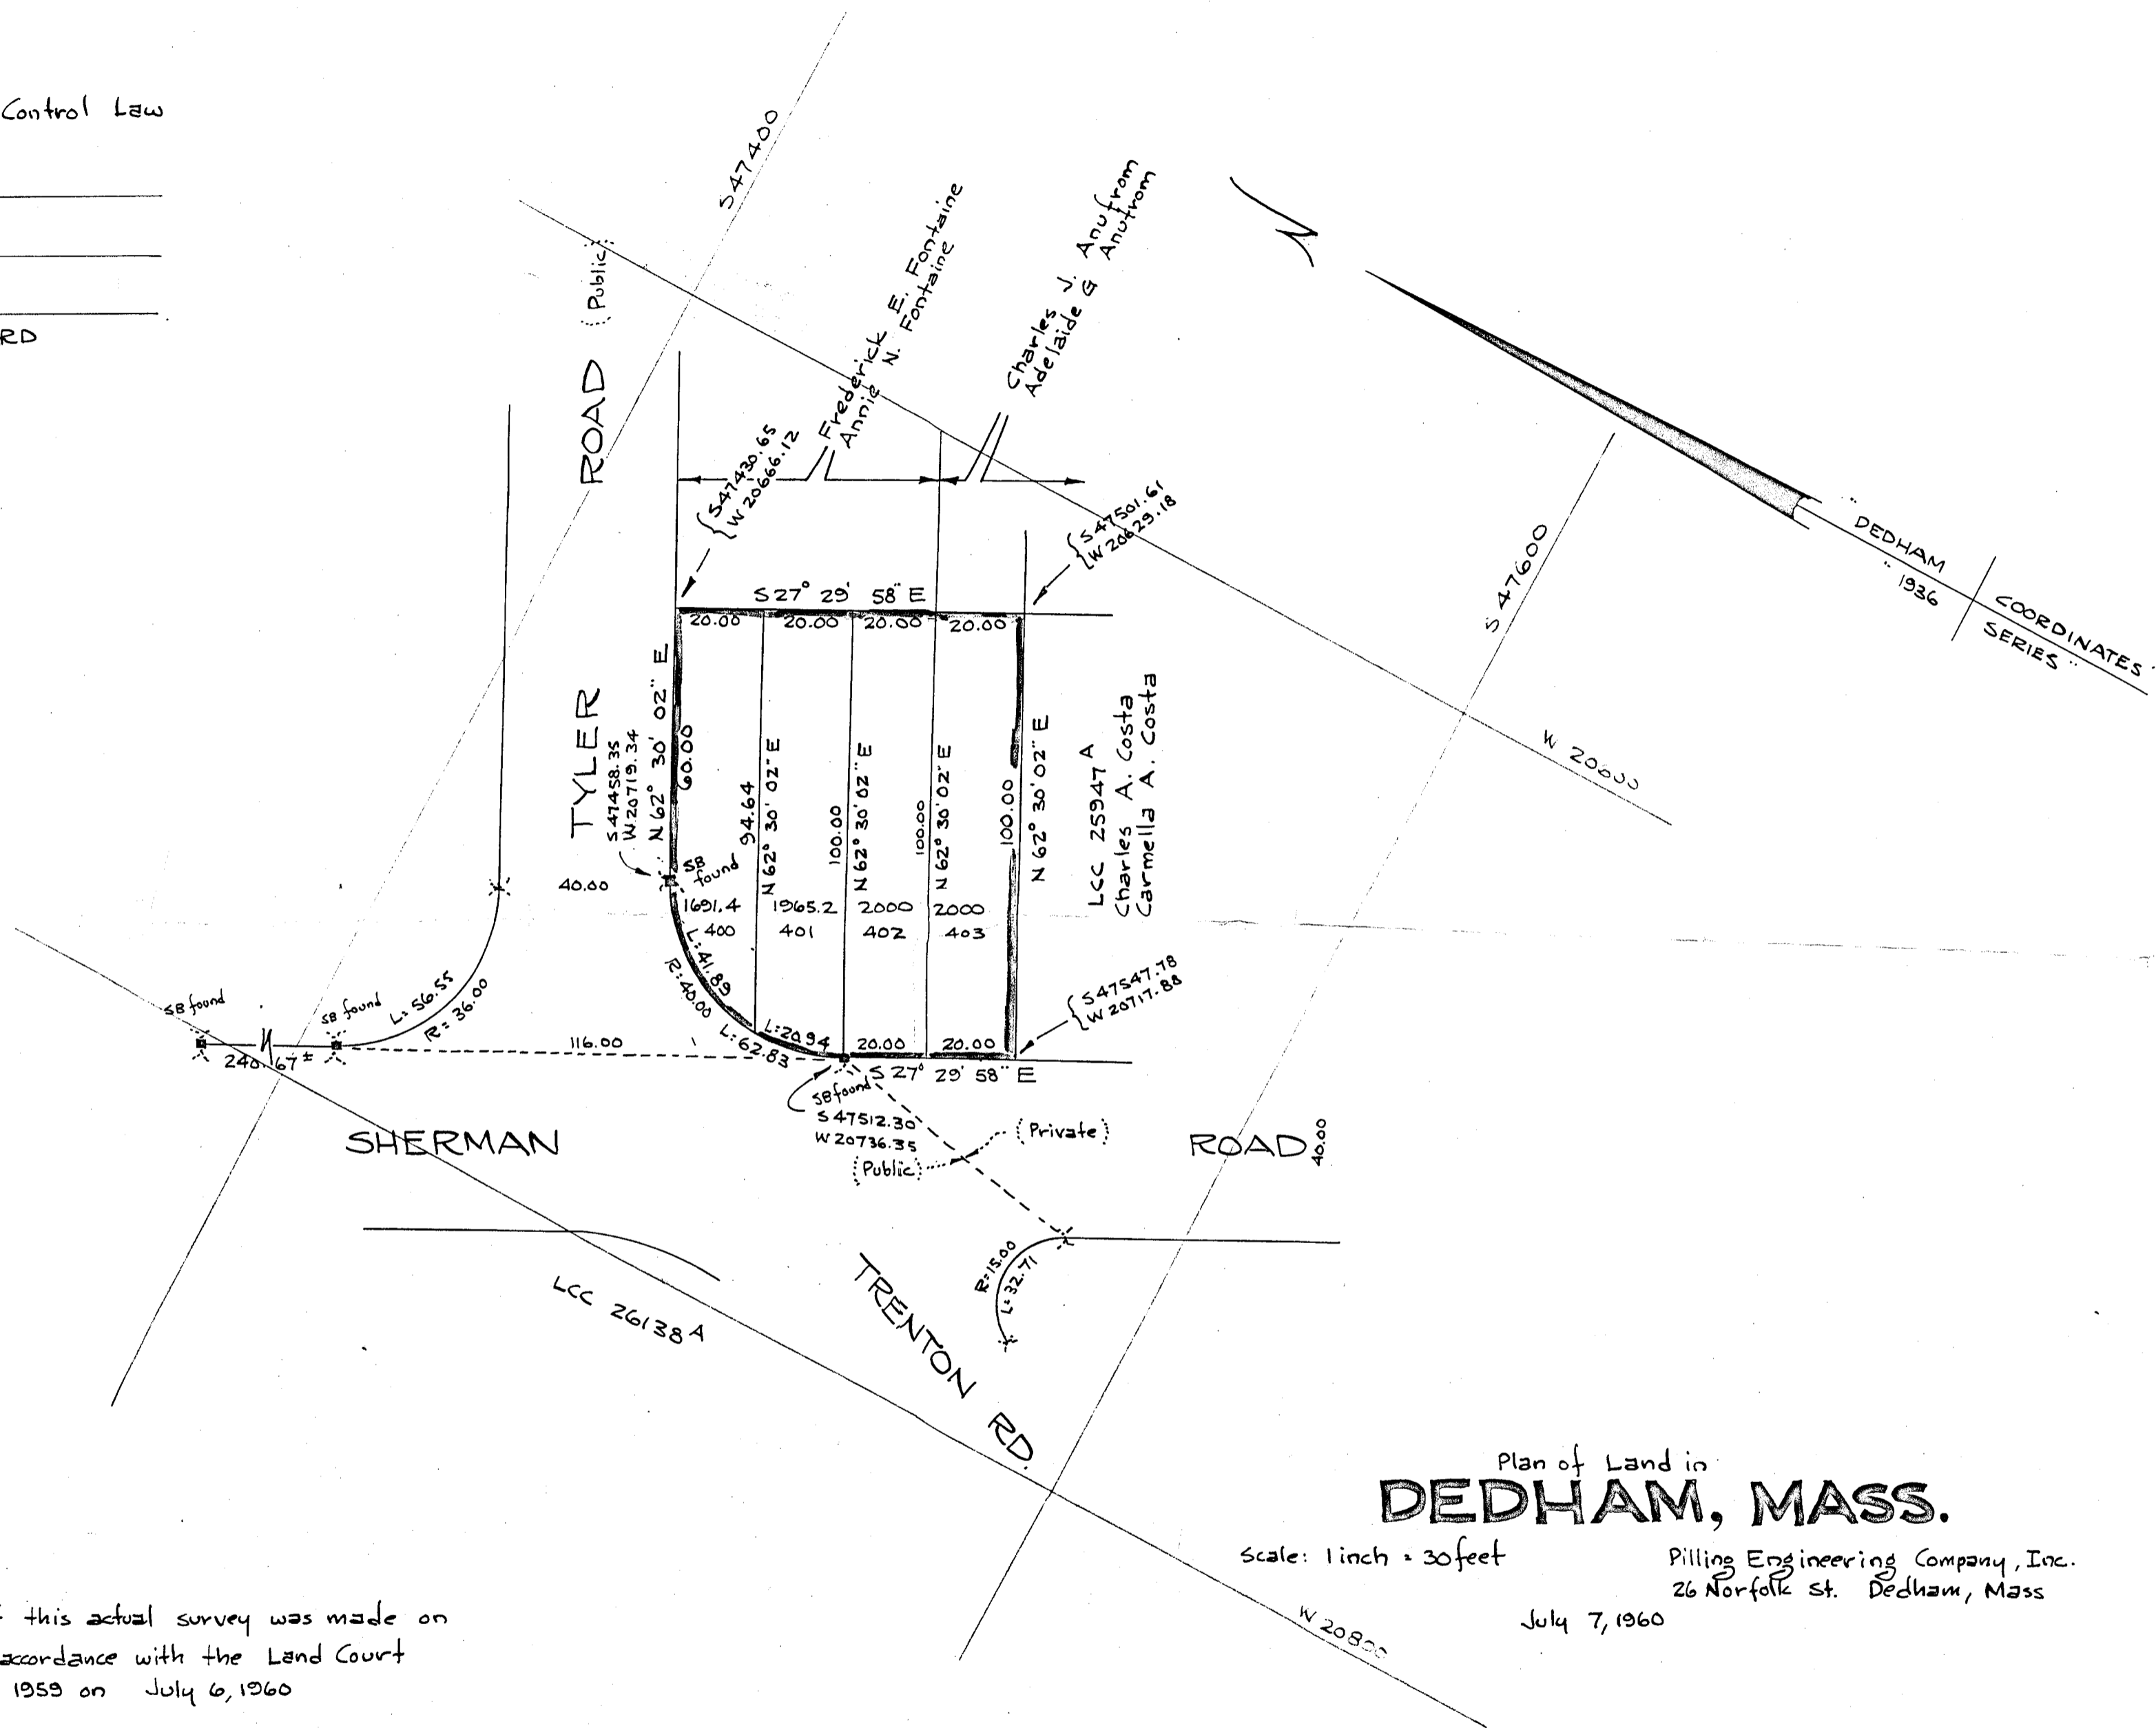 Control Law
RD
S 47400
ROAD (Public)
TYLER
Frederick E. Fontaine
Annie N. Fontaine
Charles J. Anufrom
Adelaide G Anufrom
S47430.65
W 20666.12
S47501.61
W 20629.18
N
"DEDHAM COORDINATES"
"1936 SERIES"
S 47600
W 20600
S 27° 29' 58" E
20.00 20.00 20.00 20.00
S47458.35
W.20719.34
N 62° 30' 02" E
60.00
94.64
N 62° 30' 02" E
100.00
N 62° 30' 02" E
100.00
N 62° 30' 02" E
100.00
N 62° 30' 02" E
LCC 25947 A
Charles A. Costa
Carmella A. Costa
SB found
40.00
1691.4 1965.2 2000 2000
400 401 402 403
L:41.89
R:40.00
L:20.94
L:62.83
20.00 20.00
S 27° 29' 58" E
S47547.78
W 20717.88
SB found
SB found
L=56.55
R=36.00
240.67±
116.00
SB found
S 47512.30
W 20736.35
(Public)
(Private)
SHERMAN ROAD
40.00
R=15.00
L=32.71
TRENTON RD.
LCC 26138 A
W 20800
Plan of Land in
DEDHAM, MASS.
Scale: 1 inch = 30 feet
Pilling Engineering Company, Inc.
26 Norfolk St. Dedham, Mass
July 7, 1960
this actual survey was made on
accordance with the Land Court
1959 on July 6, 1960